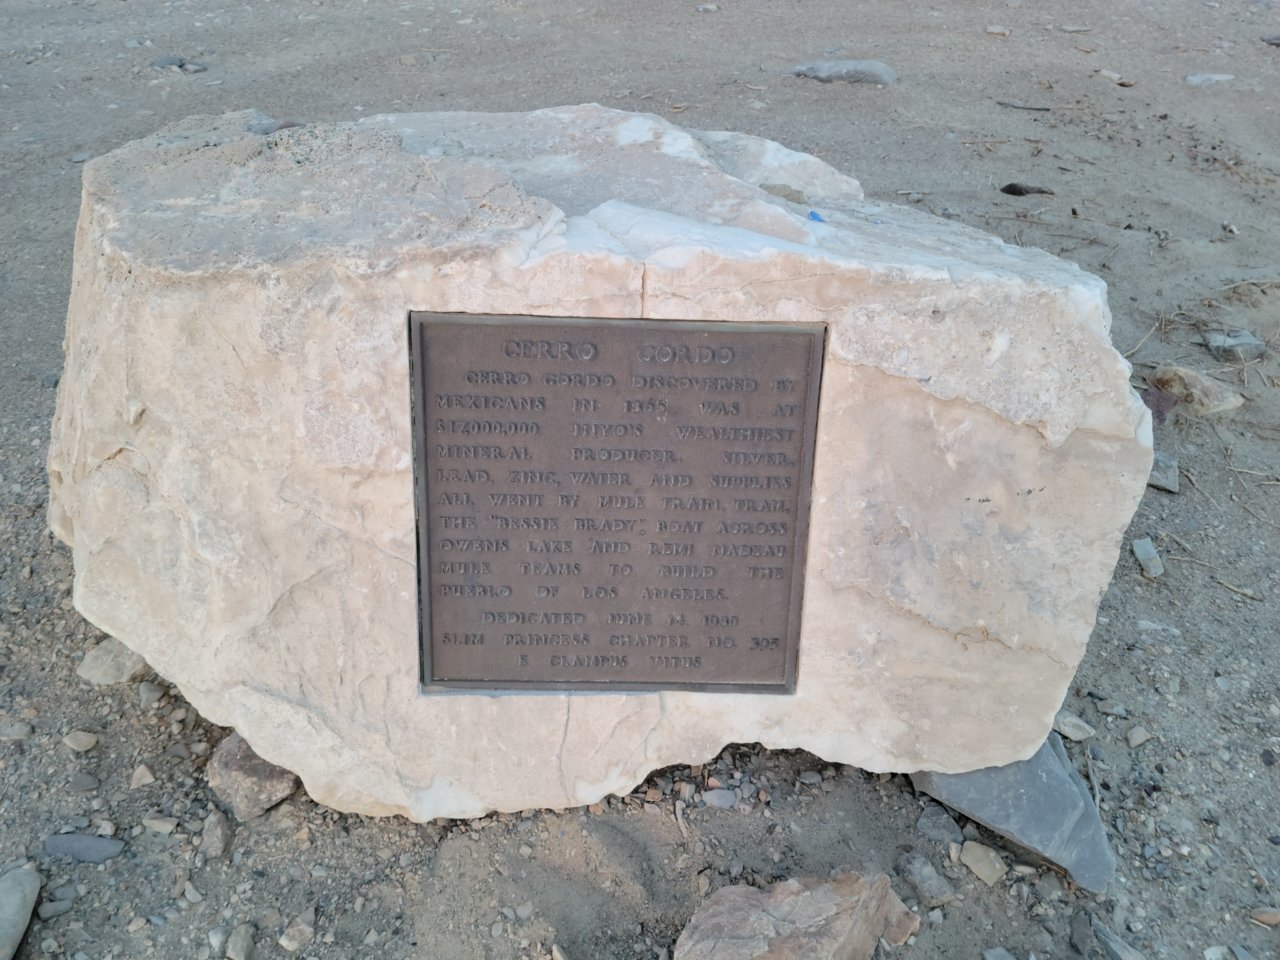 CERRO GORDO
CERRO GORDO DISCOVERED BY
MEXICANS IN 1865, WAS AT
$17,000,000 INYO'S WEALTHIEST
MINERAL PRODUCER. SILVER,
LEAD, ZINC, WATER AND SUPPLIES
ALL WENT BY MULE TRAIN, TRAM,
THE "BESSIE BRADY", BOAT ACROSS
OWENS LAKE AND REMI NADEAU
MULE TEAMS TO BUILD THE
PUEBLO OF LOS ANGELES.
DEDICATED JUNE 14 1980
SLIM PRINCESS CHAPTER NO. 395
E CLAMPUS VITUS